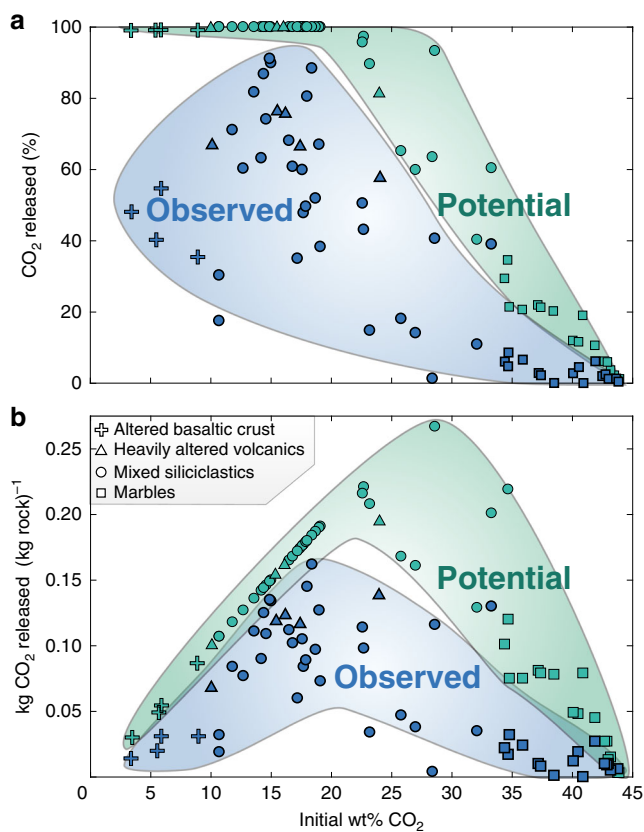 a
100
80
60
40
20
0
CO₂ released (%)
Observed
Potential
b
Altered basaltic crust
Heavily altered volcanics
Mixed siliciclastics
Marbles
0.25
0.20
0.15
0.10
0.05
kg CO₂ released (kg rock)⁻¹
Potential
Observed
0 5 10 15 20 25 30 35 40 45
Initial wt% CO₂